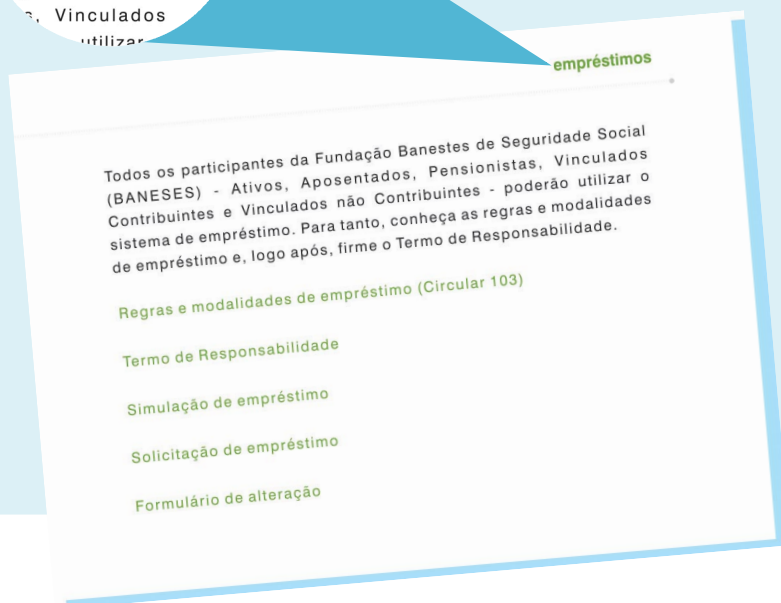 s, Vinculados
utilizar
empréstimos
Todos os participantes da Fundação Banestes de Seguridade Social
(BANESES) - Ativos, Aposentados, Pensionistas, Vinculados
Contribuintes e Vinculados não Contribuintes - poderão utilizar o
sistema de empréstimo. Para tanto, conheça as regras e modalidades
de empréstimo e, logo após, firme o Termo de Responsabilidade.
Regras e modalidades de empréstimo (Circular 103)
Termo de Responsabilidade
Simulação de empréstimo
Solicitação de empréstimo
Formulário de alteração